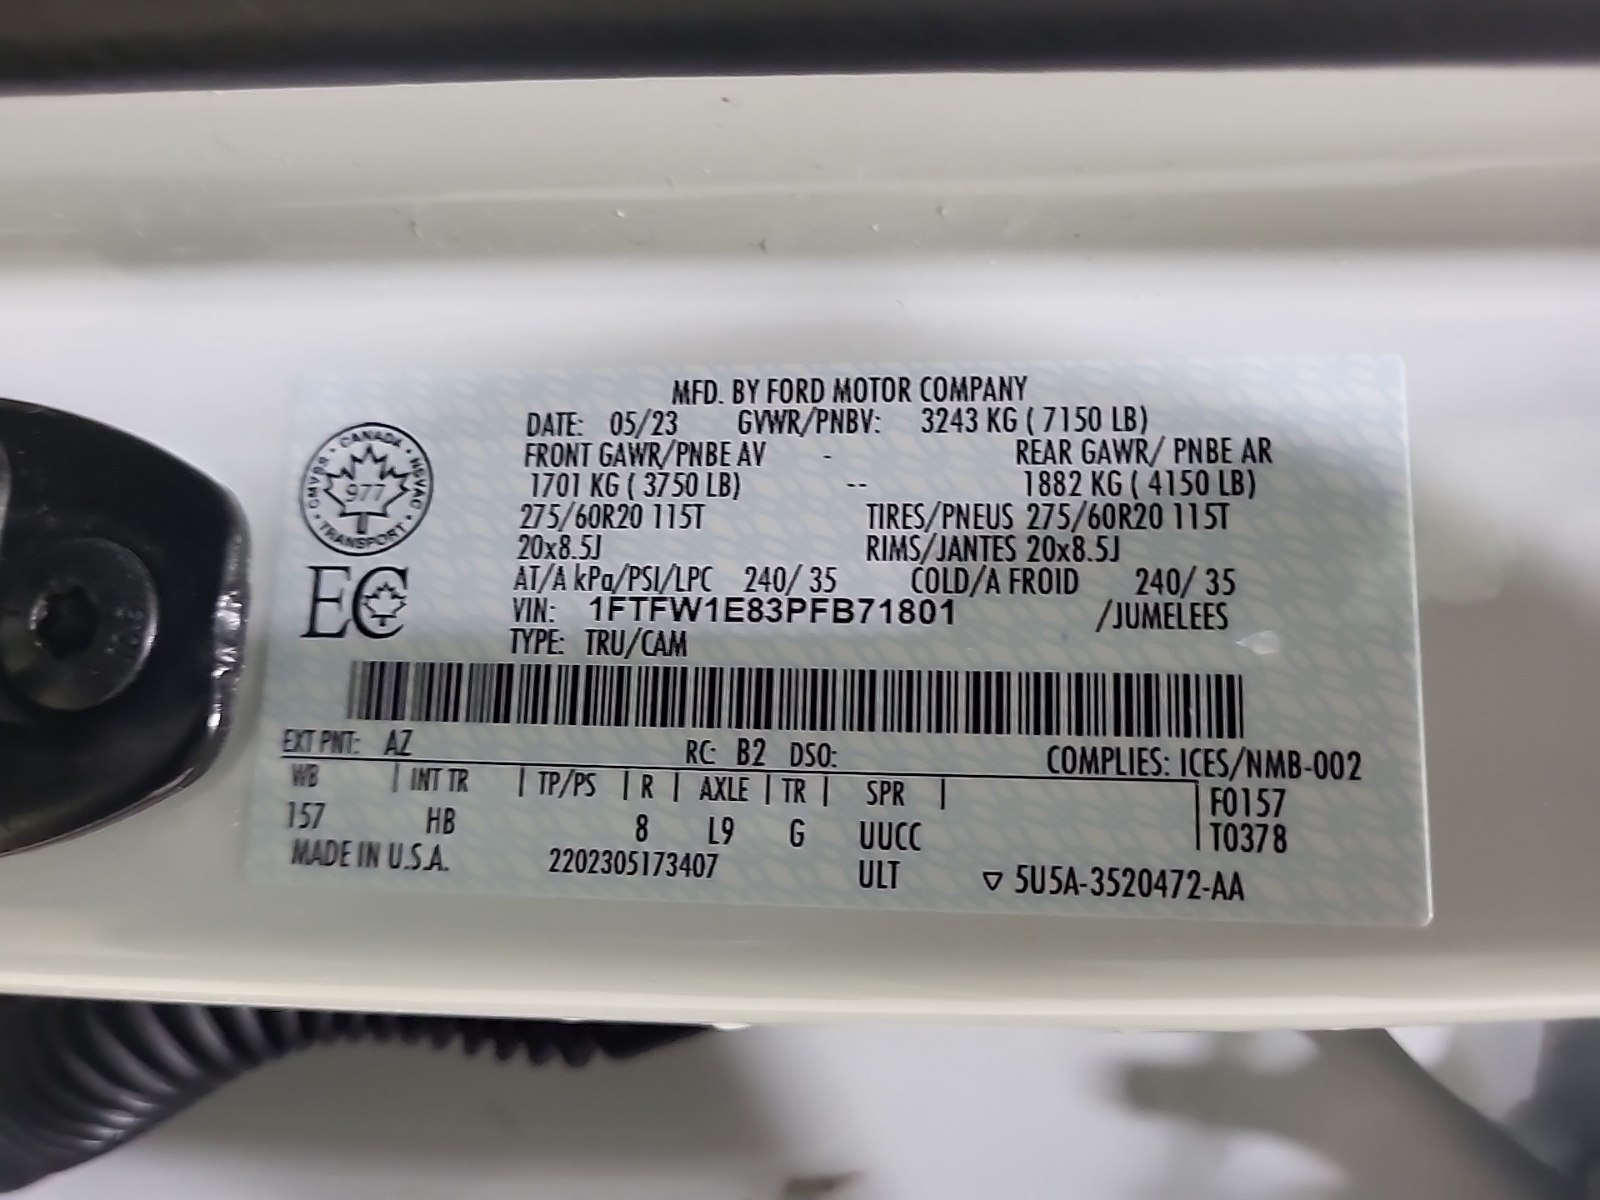 MFD. BY FORD MOTOR COMPANY
DATE: 05/23 GVWR/PNBV: 3243 KG ( 7150 LB)
FRONT GAWR/PNBE AV - REAR GAWR/ PNBE AR
1701 KG ( 3750 LB) -- 1882 KG ( 4150 LB)
275/60R20 115T TIRES/PNEUS 275/60R20 115T
20x8.5J RIMS/JANTES 20x8.5J
AT/A kPa/PSI/LPC 240/ 35 COLD/A FROID 240/ 35
VIN: 1FTFW1E83PFB71801 /JUMELEES
TYPE: TRU/CAM
CANADA
CMVSS NSVAC
977
TRANSPORT
EC
EXT PNT: AZ RC: B2 DSO: COMPLIES: ICES/NMB-002
WB | INT TR | TP/PS | R | AXLE | TR | SPR | F0157
157 HB 8 L9 G UUCC T0378
MADE IN U.S.A. 2202305173407 ULT ▽ 5U5A-3520472-AA